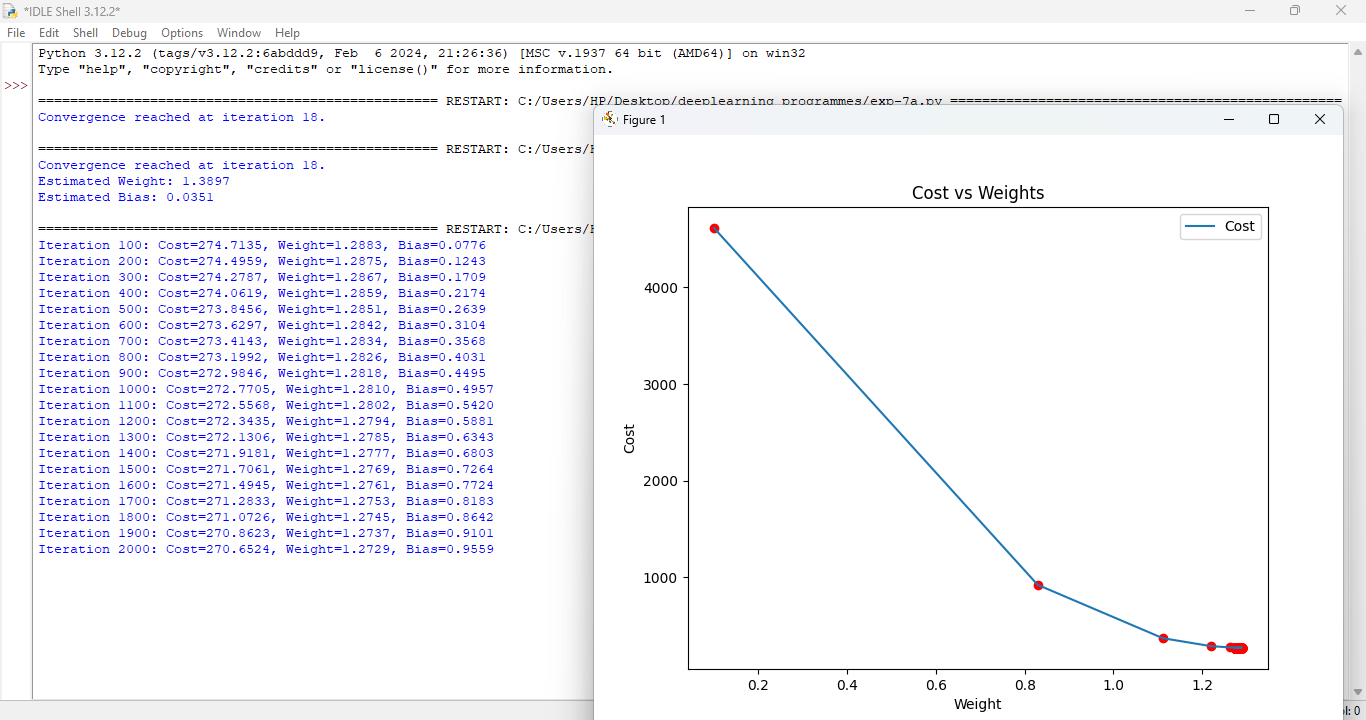 *IDLE Shell 3.12.2*
File Edit Shell Debug Options Window Help
Python 3.12.2 (tags/v3.12.2:6abddd9, Feb  6 2024, 21:26:36) [MSC v.1937 64 bit (AMD64)] on win32
Type "help", "copyright", "credits" or "license()" for more information.
>>>
================================================== RESTART: C:/Users/HP/Desktop/deeplearning programmes/exp-7a.py =================================================
Convergence reached at iteration 18.
================================================== RESTART: C:/Users/
Convergence reached at iteration 18.
Estimated Weight: 1.3897
Estimated Bias: 0.0351
================================================== RESTART: C:/Users/
Iteration 100: Cost=274.7135, Weight=1.2883, Bias=0.0776
Iteration 200: Cost=274.4959, Weight=1.2875, Bias=0.1243
Iteration 300: Cost=274.2787, Weight=1.2867, Bias=0.1709
Iteration 400: Cost=274.0619, Weight=1.2859, Bias=0.2174
Iteration 500: Cost=273.8456, Weight=1.2851, Bias=0.2639
Iteration 600: Cost=273.6297, Weight=1.2842, Bias=0.3104
Iteration 700: Cost=273.4143, Weight=1.2834, Bias=0.3568
Iteration 800: Cost=273.1992, Weight=1.2826, Bias=0.4031
Iteration 900: Cost=272.9846, Weight=1.2818, Bias=0.4495
Iteration 1000: Cost=272.7705, Weight=1.2810, Bias=0.4957
Iteration 1100: Cost=272.5568, Weight=1.2802, Bias=0.5420
Iteration 1200: Cost=272.3435, Weight=1.2794, Bias=0.5881
Iteration 1300: Cost=272.1306, Weight=1.2785, Bias=0.6343
Iteration 1400: Cost=271.9181, Weight=1.2777, Bias=0.6803
Iteration 1500: Cost=271.7061, Weight=1.2769, Bias=0.7264
Iteration 1600: Cost=271.4945, Weight=1.2761, Bias=0.7724
Iteration 1700: Cost=271.2833, Weight=1.2753, Bias=0.8183
Iteration 1800: Cost=271.0726, Weight=1.2745, Bias=0.8642
Iteration 1900: Cost=270.8623, Weight=1.2737, Bias=0.9101
Iteration 2000: Cost=270.6524, Weight=1.2729, Bias=0.9559
Figure 1
Cost vs Weights
Cost
4000
3000
2000
1000
Cost
0.2 0.4 0.6 0.8 1.0 1.2
Weight
l: 0